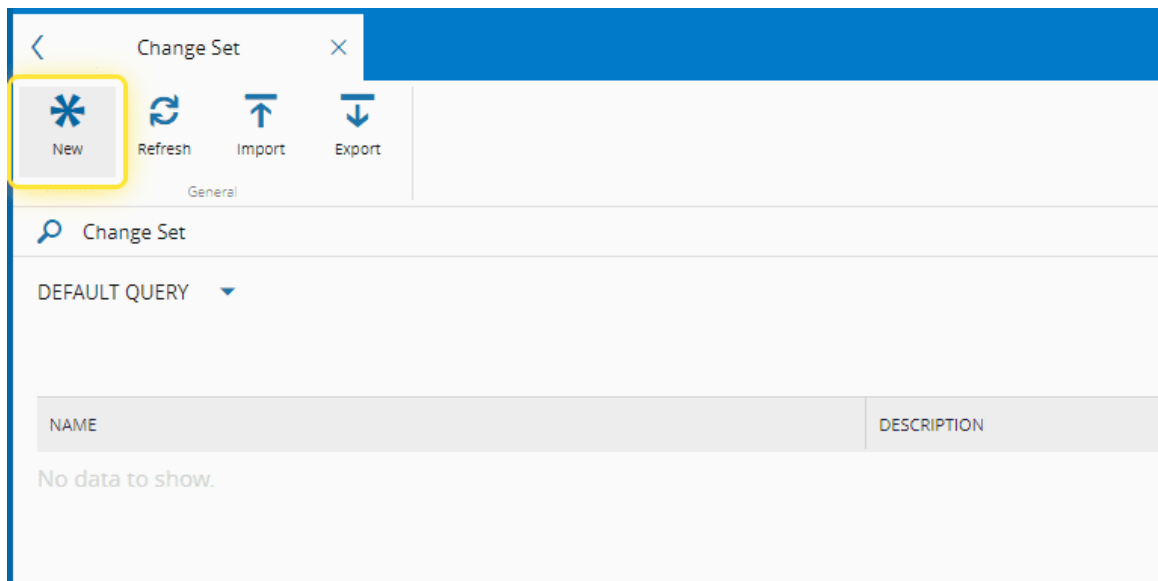 Change Set
New Refresh Import Export
General
Change Set
DEFAULT QUERY
NAME DESCRIPTION
No data to show.